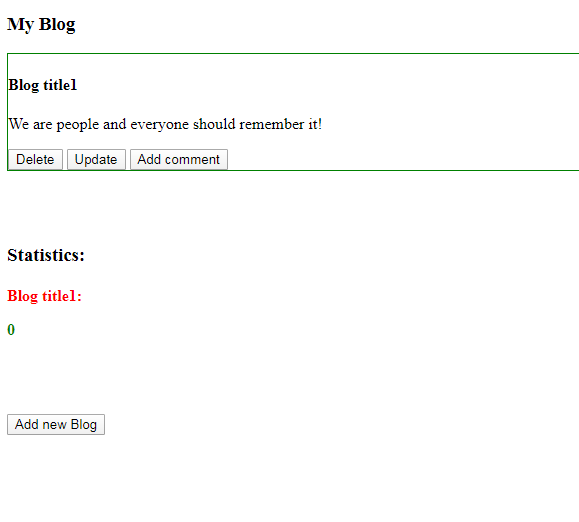 My Blog
Blog title1
We are people and everyone should remember it!
Delete Update Add comment
Statistics:
Blog title1:
0
Add new Blog